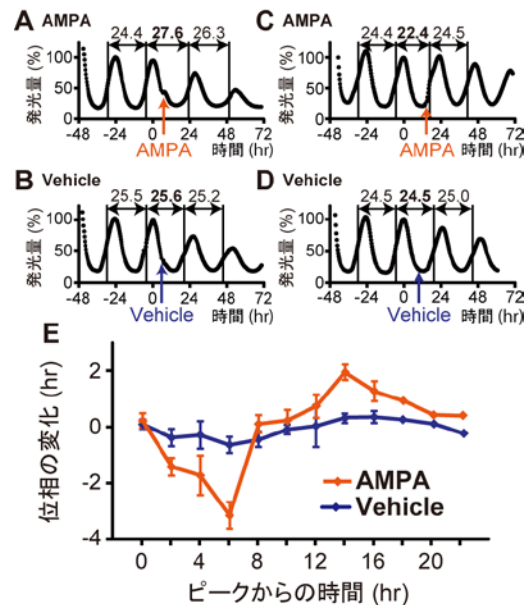 A AMPA
24.4 27.6 26.3
発光量 (%)
100
50
0
-48 -24 0 24 48 72
AMPA 時間 (hr)
C AMPA
24.4 22.4 24.5
発光量 (%)
100
50
0
-48 -24 0 24 48 72
AMPA 時間 (hr)
B Vehicle
25.5 25.6 25.2
発光量 (%)
100
50
0
-48 -24 0 24 48 72
Vehicle 時間 (hr)
D Vehicle
24.5 24.5 25.0
発光量 (%)
100
50
0
-48 -24 0 24 48 72
Vehicle 時間 (hr)
E
位相の変化 (hr)
2
0
-2
-4
AMPA
Vehicle
0 4 8 12 16 20
ピークからの時間 (hr)